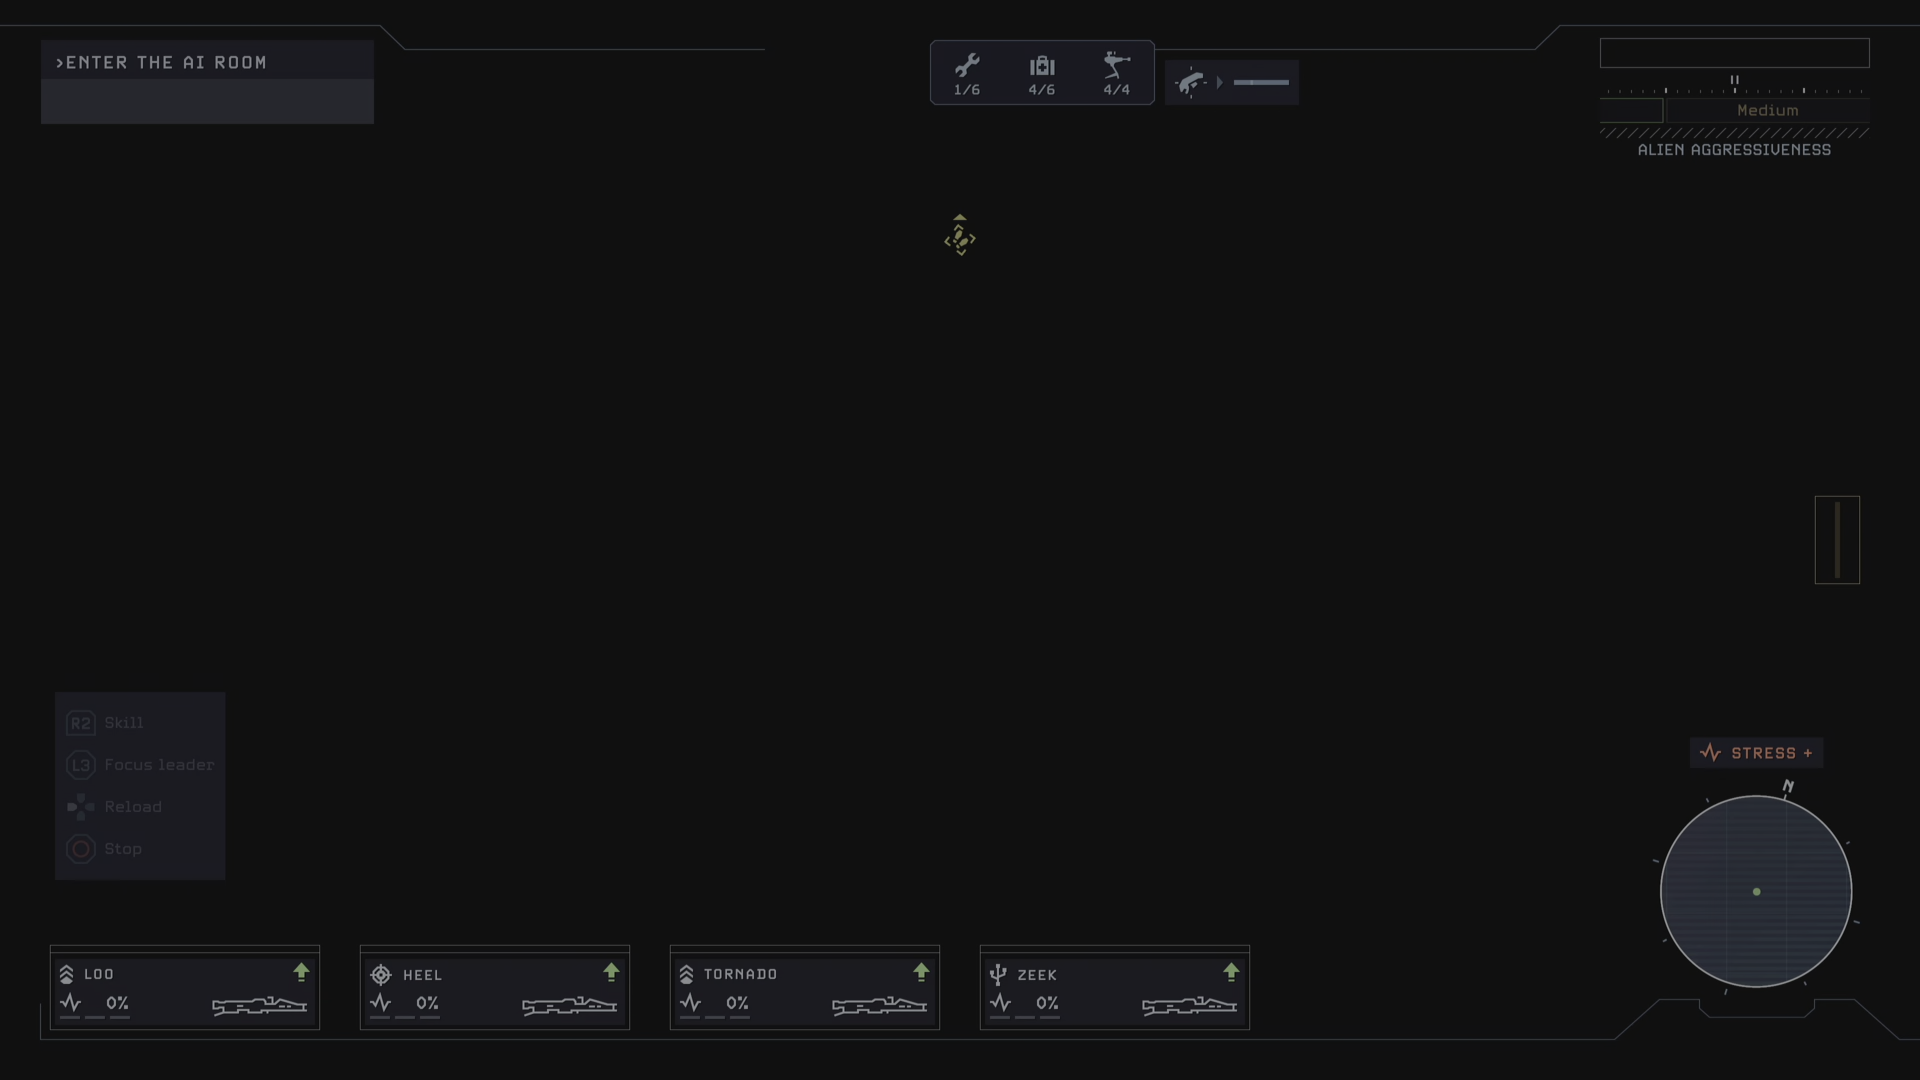 >ENTER THE AI ROOM
1/6
4/6
4/4
Medium
ALIEN AGGRESSIVENESS
R2 Skill
L3 Focus leader
Reload
Stop
STRESS +
N
LOO
0%
HEEL
0%
TORNADO
0%
ZEEK
0%